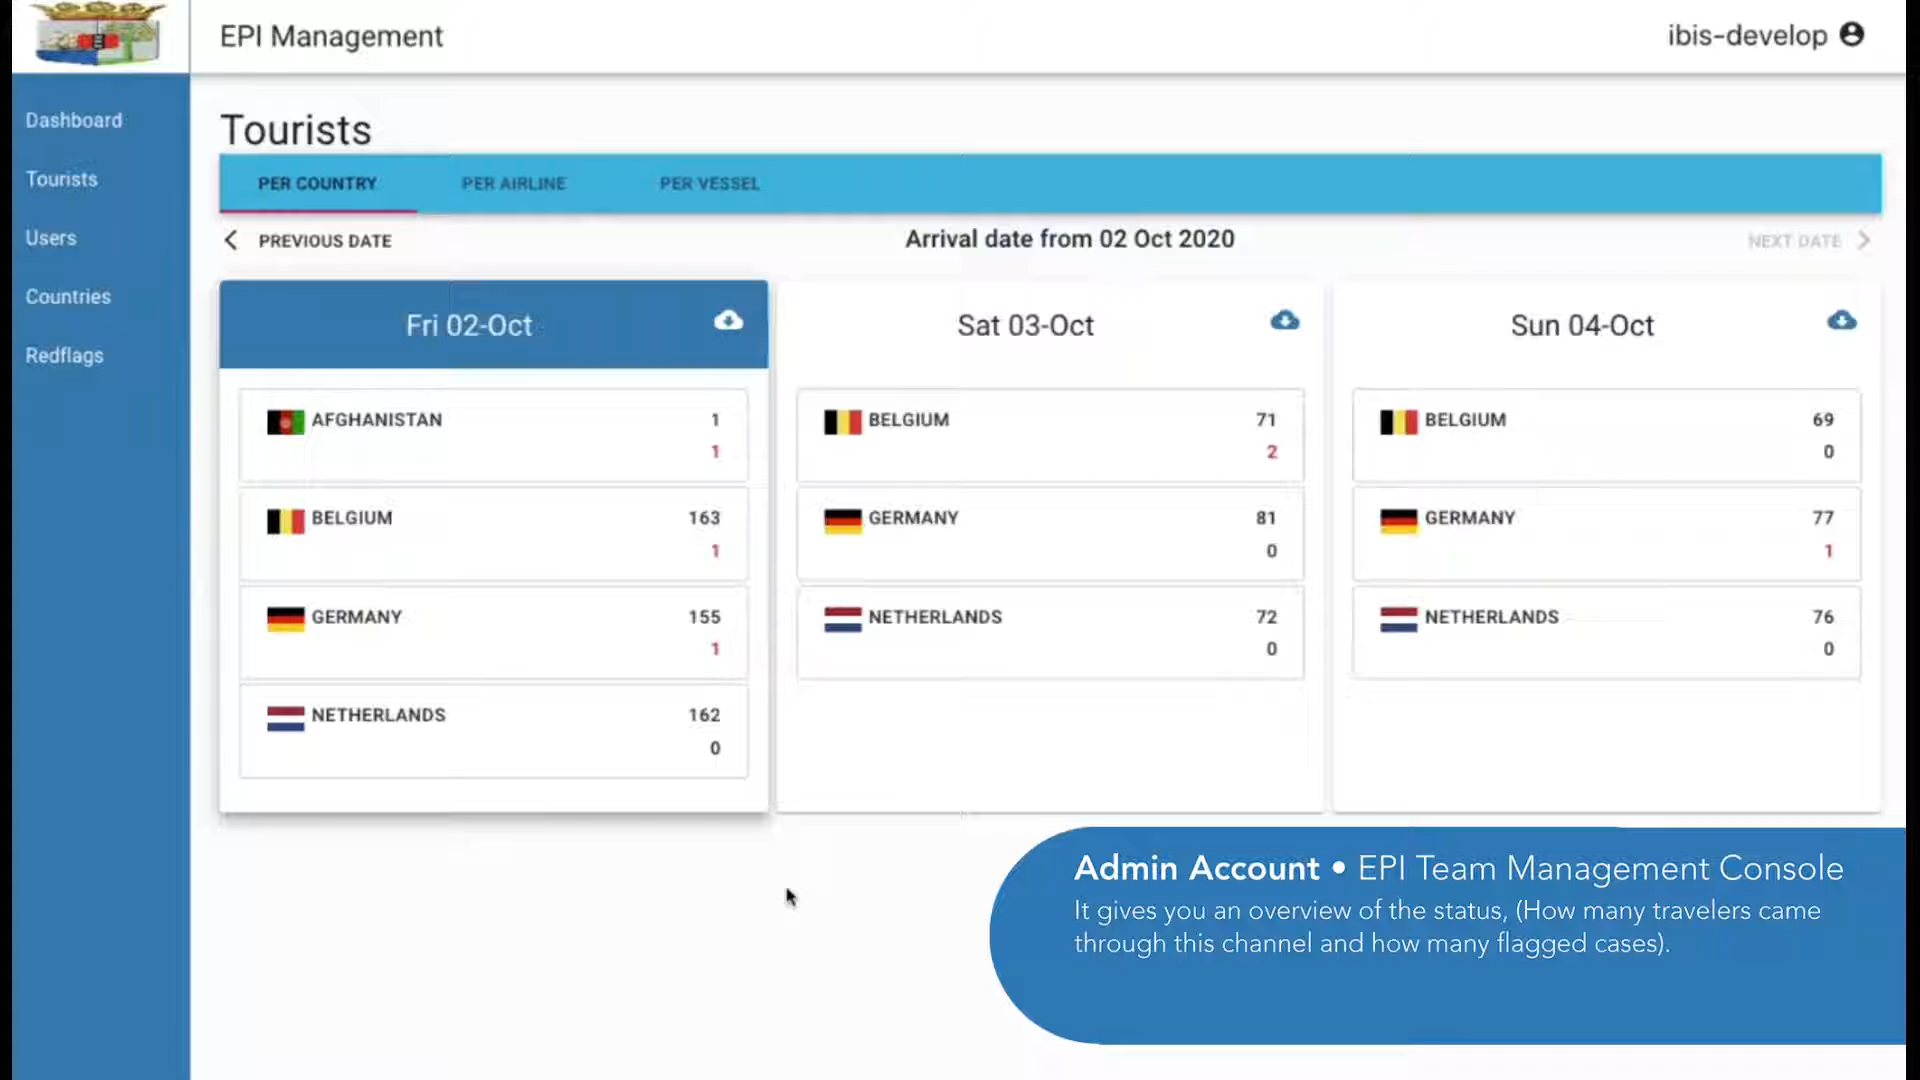 EPI Management
ibis-develop
Dashboard
Tourists
Users
Countries
Redflags
Tourists
PER COUNTRY
PER AIRLINE
PER VESSEL
PREVIOUS DATE
Arrival date from 02 Oct 2020
NEXT DATE
Fri 02-Oct
AFGHANISTAN 1
1
BELGIUM 163
1
GERMANY 155
1
NETHERLANDS 162
0
Sat 03-Oct
BELGIUM 71
2
GERMANY 81
0
NETHERLANDS 72
0
Sun 04-Oct
BELGIUM 69
0
GERMANY 77
1
NETHERLANDS 76
0
Admin Account • EPI Team Management Console
It gives you an overview of the status, (How many travelers came
through this channel and how many flagged cases).